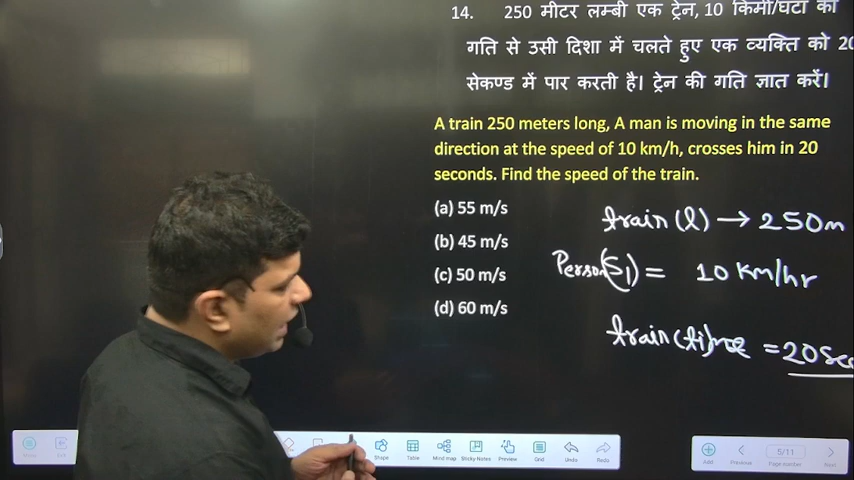 14. 250 मीटर लम्बी एक ट्रेन, 10 किमी/घंटा की
गति से उसी दिशा में चलते हुए एक व्यक्ति को 20
सेकण्ड में पार करती है। ट्रेन की गति ज्ञात करें।
A train 250 meters long, A man is moving in the same
direction at the speed of 10 km/h, crosses him in 20
seconds. Find the speed of the train.
(a) 55 m/s
(b) 45 m/s
(c) 50 m/s
(d) 60 m/s
train (l) → 250m
Person(S1) = 10 km/hr
train (time = 20 Sec
Shape Table Mind map Sticky Notes Preview Grid Undo Redo
Add Previous 5/11 Page number Next